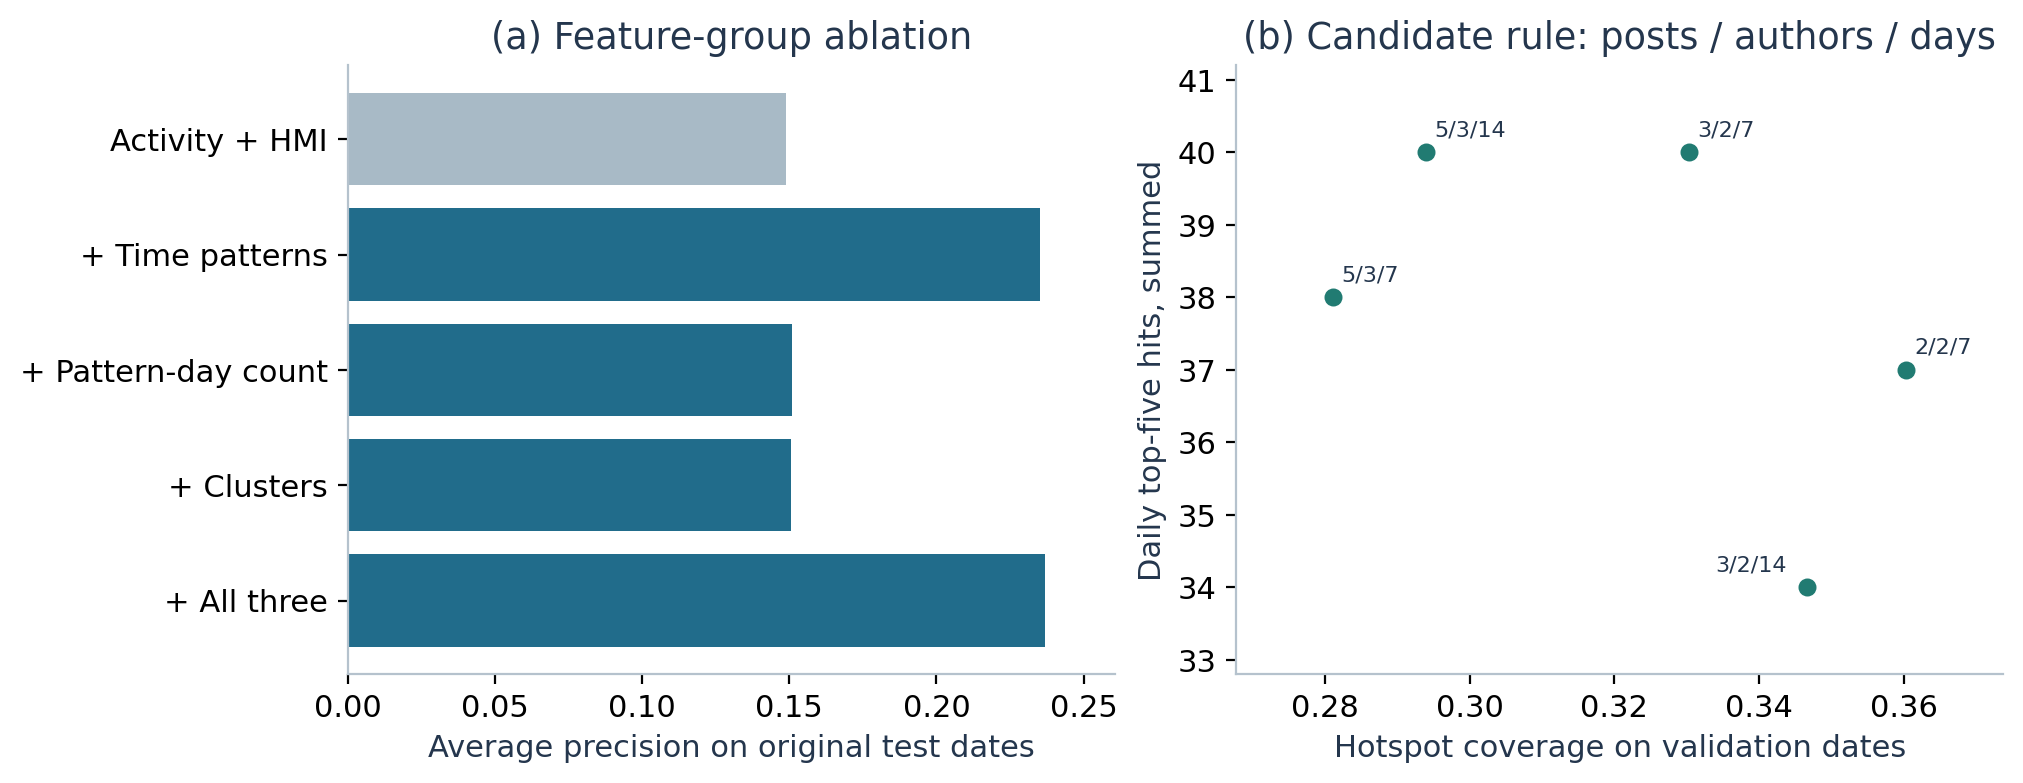 (a) Feature-group ablation
Activity + HMI
+ Time patterns
+ Pattern-day count
+ Clusters
+ All three
0.00 0.05 0.10 0.15 0.20 0.25
Average precision on original test dates
(b) Candidate rule: posts / authors / days
Daily top-five hits, summed
41
40
39
38
37
36
35
34
33
5/3/14
3/2/7
5/3/7
2/2/7
3/2/14
0.28 0.30 0.32 0.34 0.36
Hotspot coverage on validation dates